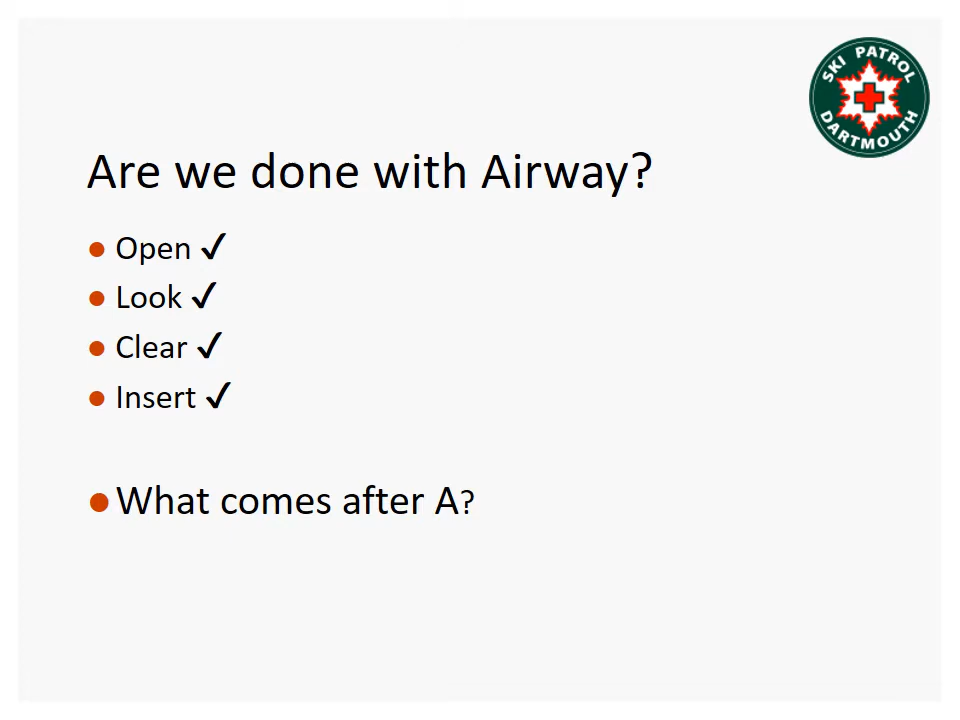 SKI PATROL
DARTMOUTH
Are we done with Airway?
● Open ✓
● Look ✓
● Clear ✓
● Insert ✓
● What comes after A?